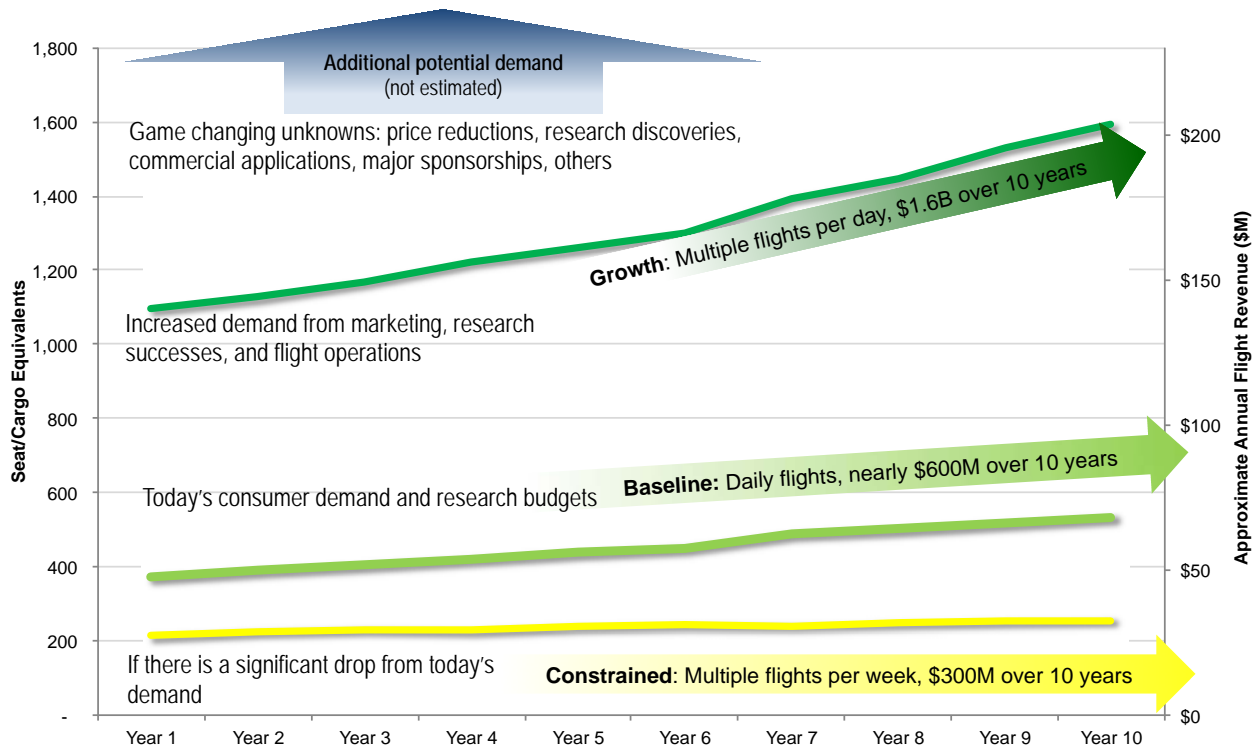 Additional potential demand
(not estimated)
Game changing unknowns: price reductions, research discoveries,
commercial applications, major sponsorships, others
Growth: Multiple flights per day, $1.6B over 10 years
Increased demand from marketing, research
successes, and flight operations
Baseline: Daily flights, nearly $600M over 10 years
Today's consumer demand and research budgets
If there is a significant drop from today's
demand
Constrained: Multiple flights per week, $300M over 10 years
Seat/Cargo Equivalents
1,800
1,600
1,400
1,200
1,000
800
600
400
200
-
Approximate Annual Flight Revenue ($M)
$200
$150
$100
$50
$0
Year 1
Year 2
Year 3
Year 4
Year 5
Year 6
Year 7
Year 8
Year 9
Year 10